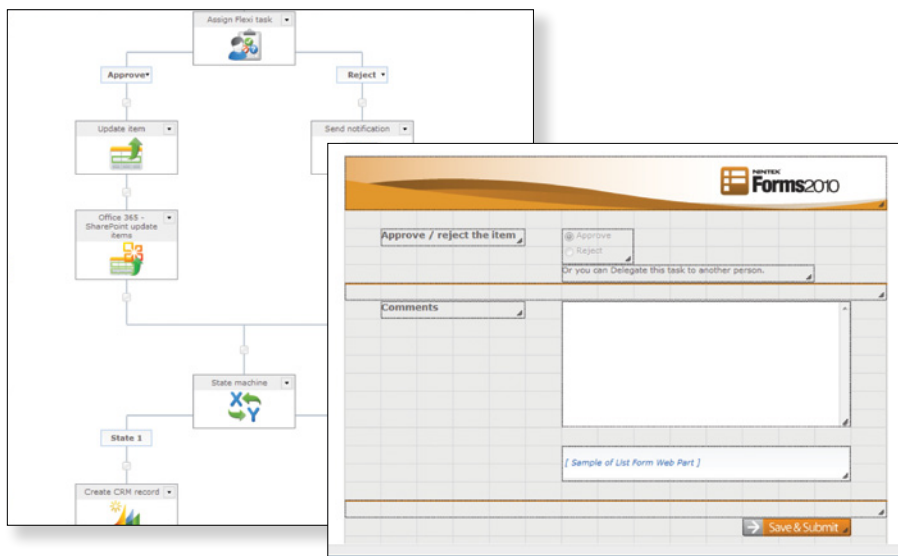 Assign Flexi task
Approve
Reject
Update item
Send notification
Office 365 -
SharePoint update
items
State machine
X
Y
State 1
Create CRM record
NINTEX
Forms2010
Approve / reject the item
Approve
Reject
Or you can Delegate this task to another person.
Comments
[ Sample of List Form Web Part ]
Save & Submit